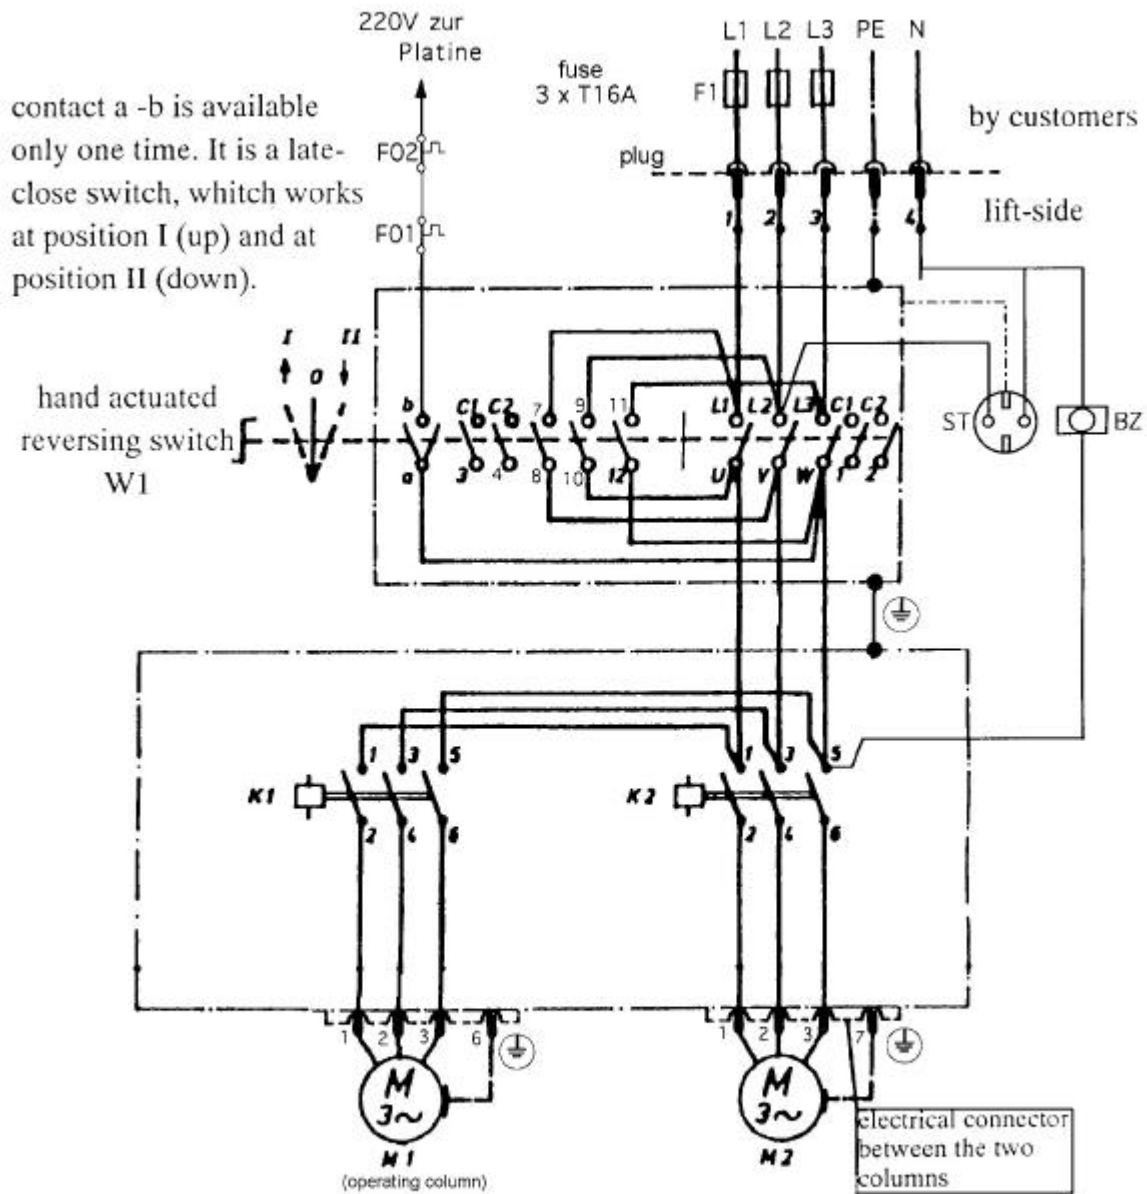 220V zur
Platine
L1 L2 L3 PE N
fuse
3 x T16A
F1
by customers
contact a -b is available
only one time. It is a late-
close switch, whitch works
at position I (up) and at
position II (down).
F02
plug
lift-side
F01
1 2 3 4
I II
0
hand actuated
reversing switch
W1
b C1 C2 7 9 11 L1 L2 L3 C1 C2
ST BZ
a 3 4 8 10 12 U V W 1 2
1 3 5 1 3 5
K1 K2
2 4 6 2 4 6
1 2 3 6 1 2 3 7
M
3~
M
3~
M1
(operating column)
M2
electrical connector
between the two
columns